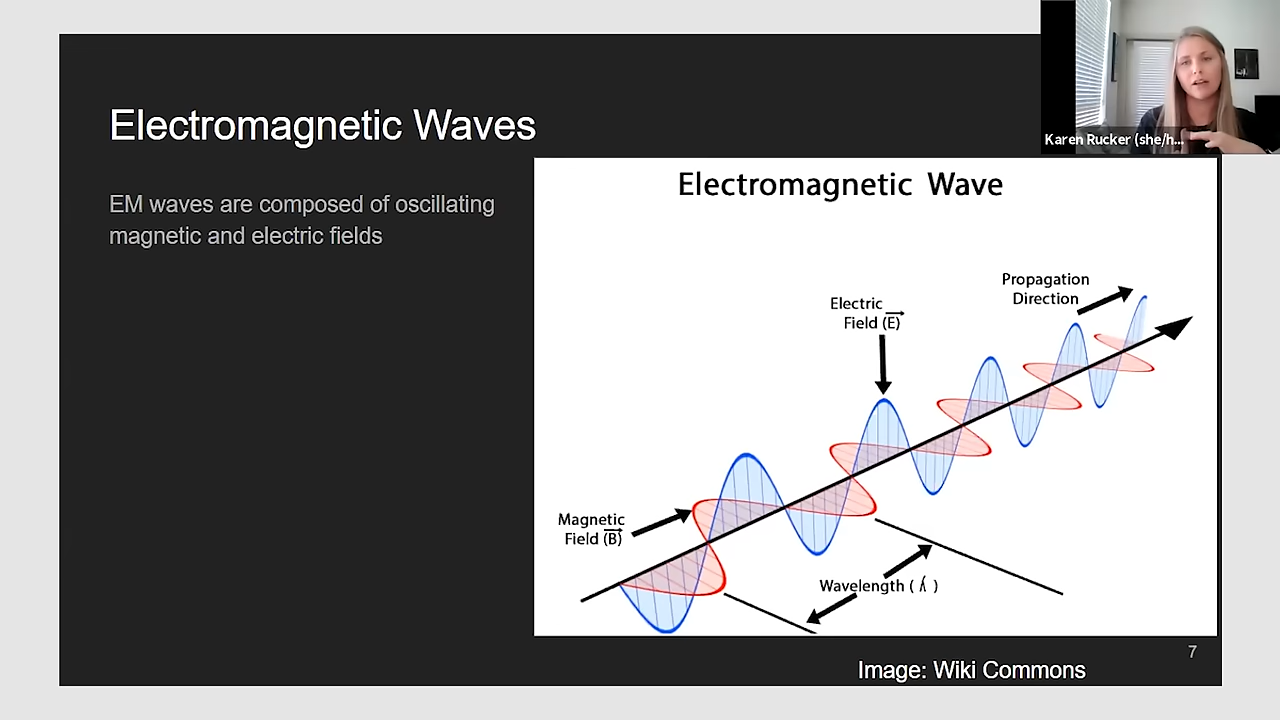 Electromagnetic Waves
Karen Rucker (she/h...
EM waves are composed of oscillating
magnetic and electric fields
Electromagnetic Wave
Propagation
Direction
Electric
Field (E)
Magnetic
Field (B)
Wavelength ( λ )
7
Image: Wiki Commons